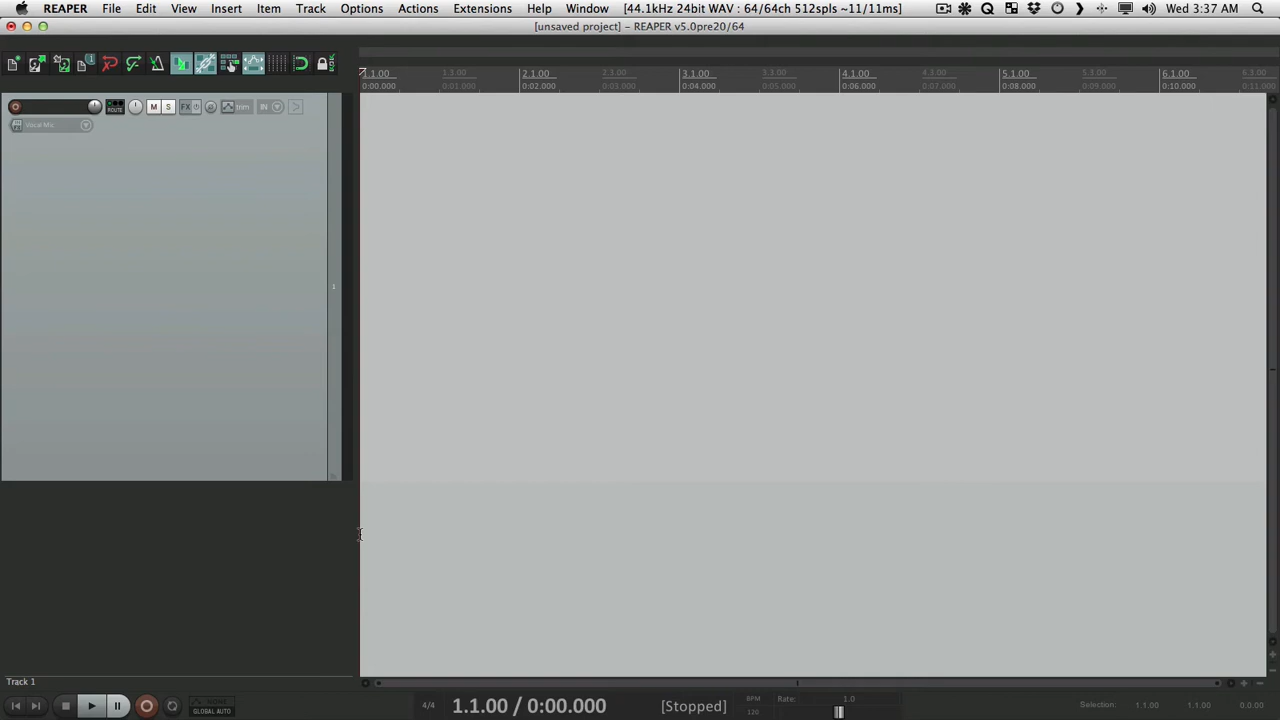 REAPER File Edit View Insert Item Track Options Actions Extensions Help Window [44.1kHz 24bit WAV : 64/64ch 512spls ~11/11ms] Wed 3:37 AM
[unsaved project] – REAPER v5.0pre20/64
1.1.00 1.3.00 2.1.00 2.3.00 3.1.00 3.3.00 4.1.00 4.3.00 5.1.00 5.3.00 6.1.00 6.3.00
0:00.000 0:01.000 0:02.000 0:03.000 0:04.000 0:05.000 0:06.000 0:07.000 0:08.000 0:09.000 0:10.000 0:11.000
ROUTE M S FX trim IN
Vocal Mic
1
Track 1
GLOBAL AUTO
4/4 1.1.00 / 0:00.000 [Stopped]
BPM
120
Rate: 1.0
Selection: 1.1.00 1.1.00 0.0.00